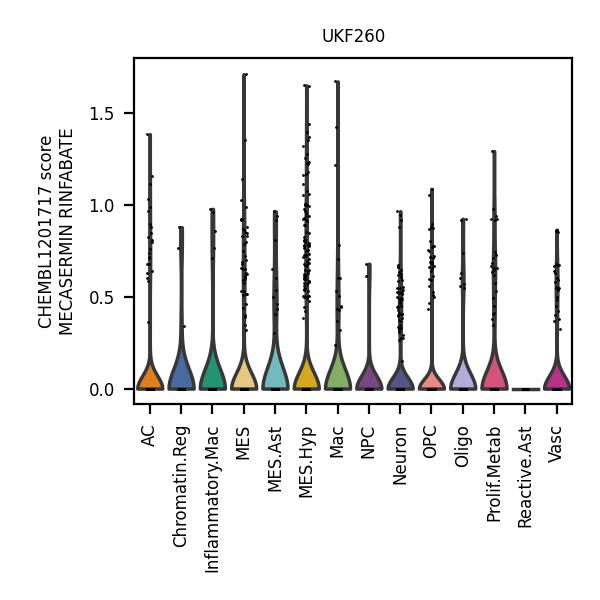 UKF260
CHEMBL1201717 score
MECASERMIN RINFABATE
1.5
1.0
0.5
0.0
AC
Chromatin.Reg
Inflammatory.Mac
MES
MES.Ast
MES.Hyp
Mac
NPC
Neuron
OPC
Oligo
Prolif.Metab
Reactive.Ast
Vasc